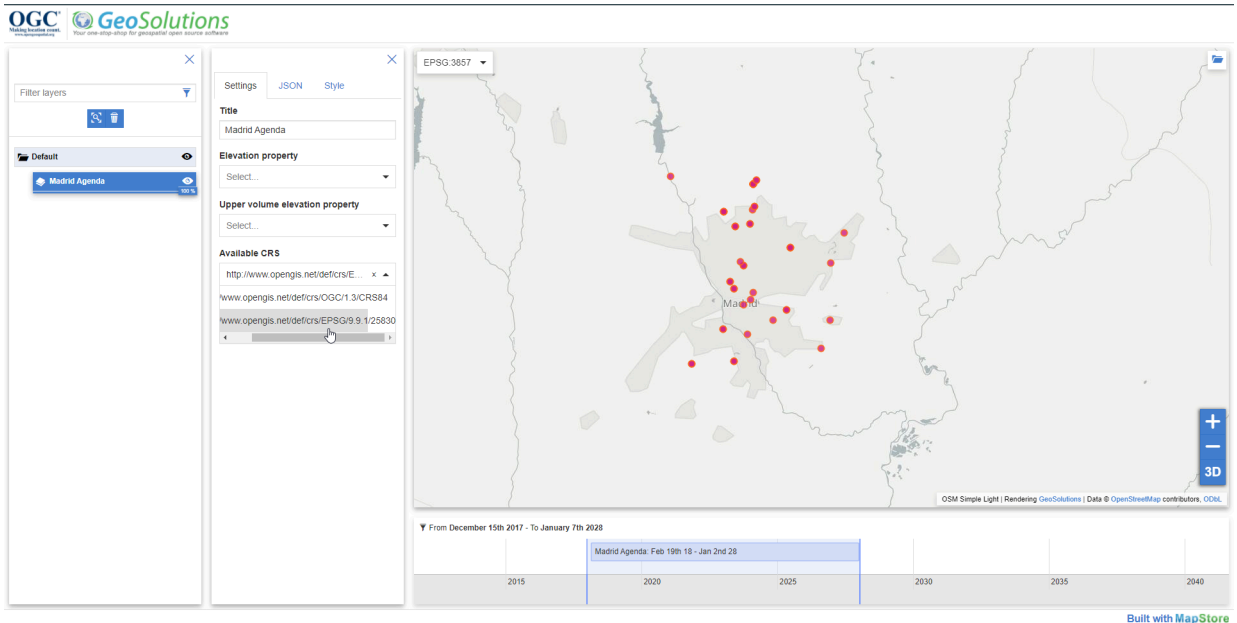 OGC
Making location count.
www.opengeospatial.org
GeoSolutions
Your one-stop-shop for geospatial open source software
Filter layers
Default
Madrid Agenda
100 %
Settings
JSON
Style
Title
Madrid Agenda
Elevation property
Select...
Upper volume elevation property
Select...
Available CRS
http://www.opengis.net/def/crs/E...
x
/www.opengis.net/def/crs/OGC/1.3/CRS84
/www.opengis.net/def/crs/EPSG/9.9.1/25830
EPSG:3857
Madrid
+
−
3D
OSM Simple Light | Rendering GeoSolutions | Data © OpenStreetMap contributors, ODbL
From December 15th 2017 - To January 7th 2028
Madrid Agenda: Feb 19th 18 - Jan 2nd 28
2015
2020
2025
2030
2035
2040
Built with MapStore